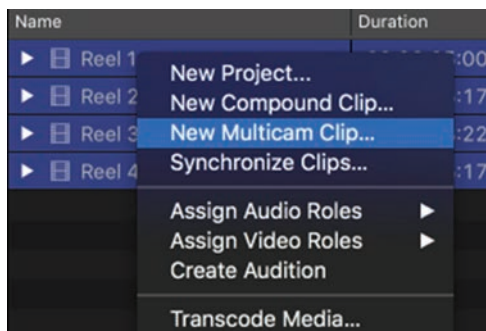 Name Duration
Reel 1 :00
Reel 2 :17
Reel 3 :22
Reel 4 :17
New Project...
New Compound Clip...
New Multicam Clip...
Synchronize Clips...
Assign Audio Roles
Assign Video Roles
Create Audition
Transcode Media...